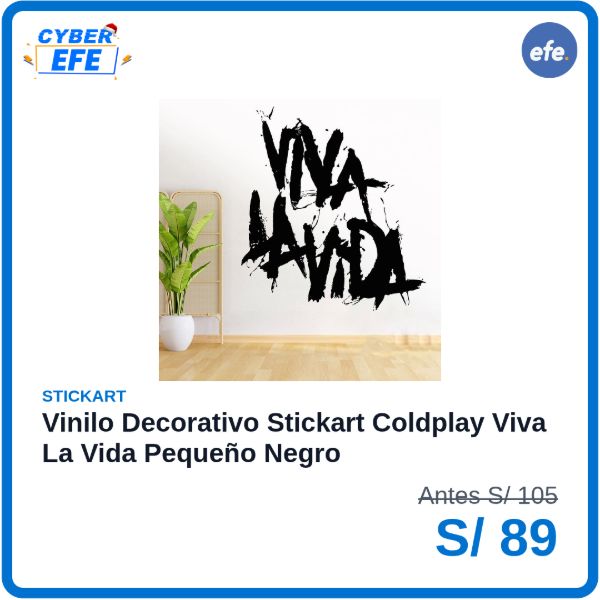 CYBER
EFE
efe.
VIVA
LA VIDA
STICKART
Vinilo Decorativo Stickart Coldplay Viva
La Vida Pequeño Negro
Antes S/ 105
S/ 89